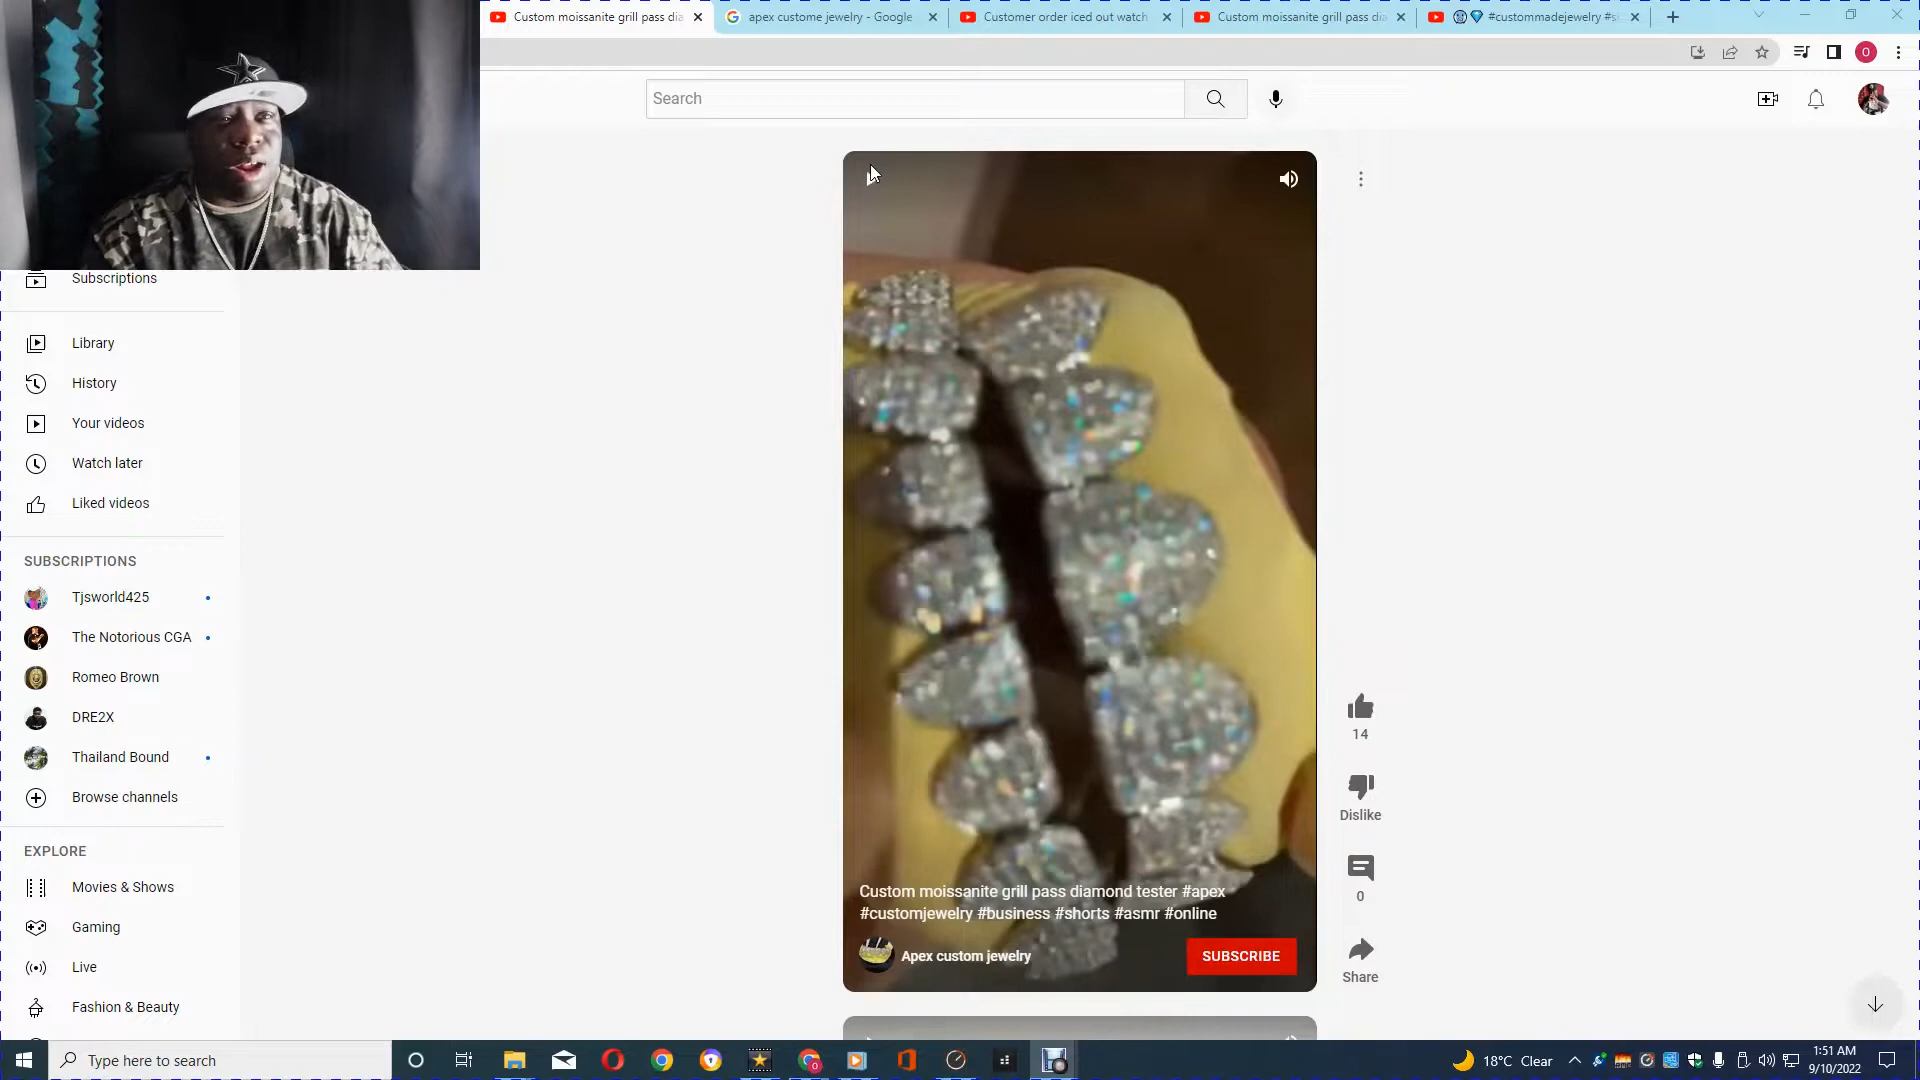 Custom moissanite grill pass dia
apex custome jewelry - Google
Customer order iced out watch
Custom moissanite grill pass dia
#custommadejewelry #s
O
Search
Subscriptions
Library
History
Your videos
Watch later
Liked videos
SUBSCRIPTIONS
Tjsworld425
The Notorious CGA
Romeo Brown
DRE2X
Thailand Bound
Browse channels
EXPLORE
Movies & Shows
Gaming
Live
Fashion & Beauty
Custom moissanite grill pass diamond tester #apex
#customjewelry #business #shorts #asmr #online
Apex custom jewelry
SUBSCRIBE
14
Dislike
0
Share
Type here to search
18°C Clear
1:51 AM
9/10/2022